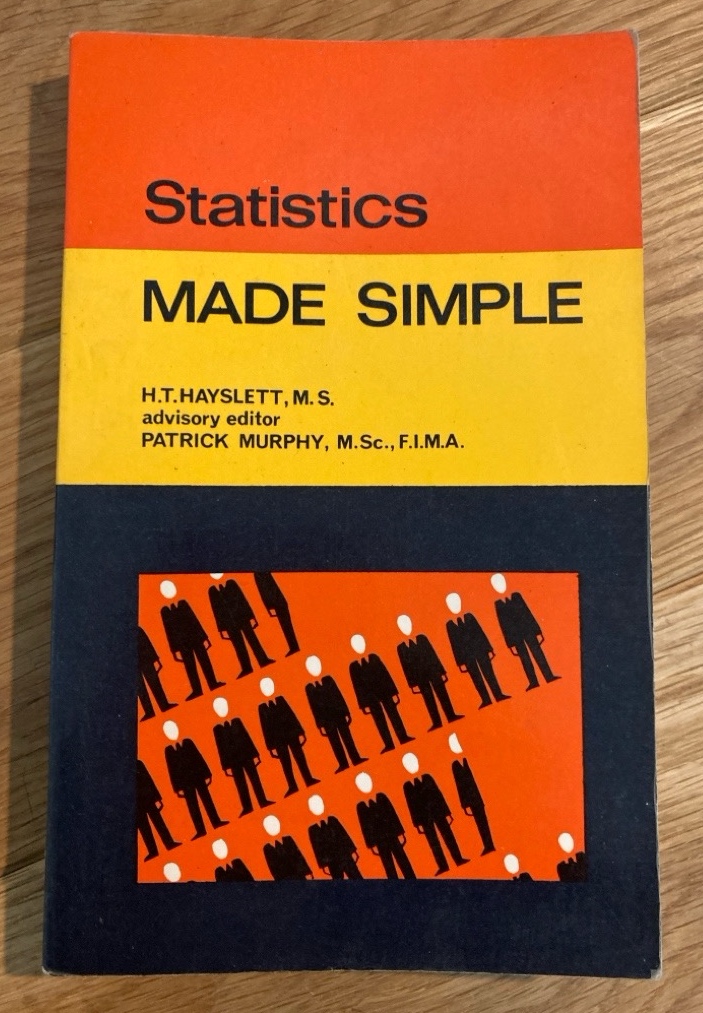 Statistics
MADE SIMPLE
H.T.HAYSLETT, M.S.
advisory editor
PATRICK MURPHY, M.Sc., F.I.M.A.